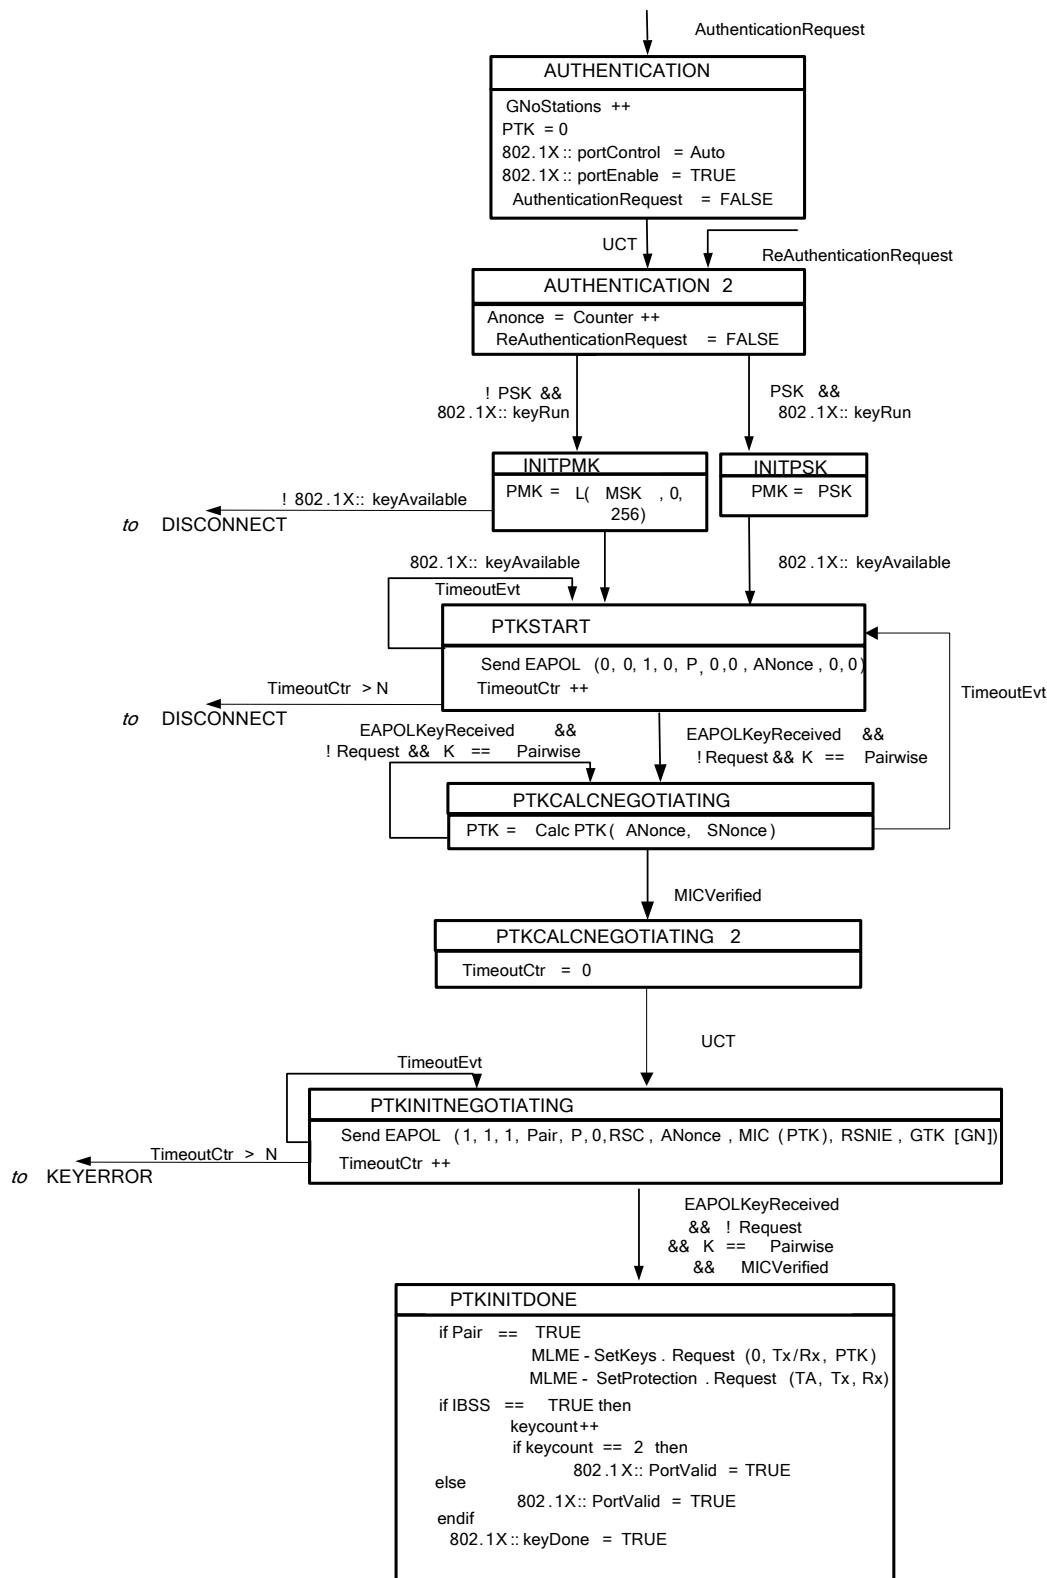 AuthenticationRequest
AUTHENTICATION
GNoStations ++
PTK = 0
802.1X :: portControl = Auto
802.1X :: portEnable = TRUE
AuthenticationRequest = FALSE
UCT
ReAuthenticationRequest
AUTHENTICATION 2
Anonce = Counter ++
ReAuthenticationRequest = FALSE
! PSK &&
802.1X:: keyRun
PSK &&
802.1X:: keyRun
INITPMK
PMK = L( MSK , 0,
256)
INITPSK
PMK = PSK
! 802.1X:: keyAvailable
to DISCONNECT
802.1X:: keyAvailable
802.1X:: keyAvailable
TimeoutEvt
PTKSTART
Send EAPOL (0, 0, 1, 0, P, 0,0 , ANonce , 0,0)
TimeoutCtr ++
TimeoutCtr > N
to DISCONNECT
TimeoutEvt
EAPOLKeyReceived &&
! Request && K == Pairwise
EAPOLKeyReceived &&
! Request && K == Pairwise
PTKCALCNEGOTIATING
PTK = Calc PTK( ANonce, SNonce)
MICVerified
PTKCALCNEGOTIATING 2
TimeoutCtr = 0
UCT
TimeoutEvt
PTKINITNEGOTIATING
Send EAPOL (1, 1, 1, Pair, P, 0,RSC , ANonce , MIC (PTK), RSNIE , GTK [GN])
TimeoutCtr ++
TimeoutCtr > N
to KEYERROR
EAPOLKeyReceived
&& ! Request
&& K == Pairwise
&& MICVerified
PTKINITDONE
if Pair == TRUE
MLME - SetKeys . Request (0, Tx/Rx, PTK)
MLME - SetProtection . Request (TA, Tx, Rx)
if IBSS == TRUE then
keycount++
if keycount == 2 then
802.1X:: PortValid = TRUE
else
802.1X:: PortValid = TRUE
endif
802.1X :: keyDone = TRUE